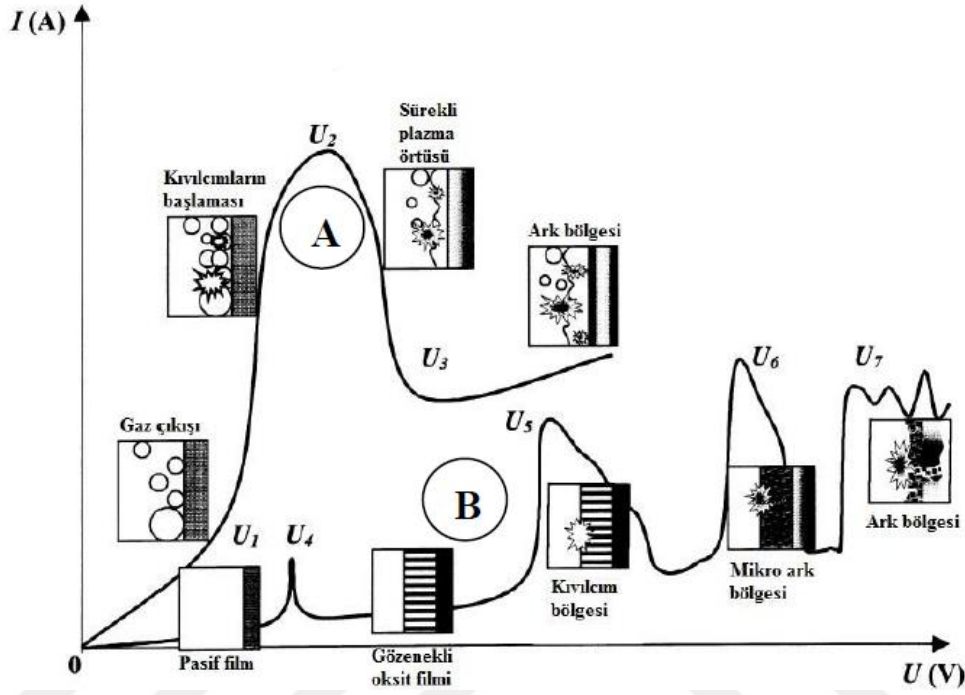 I (A)
U2
Sürekli
plazma
örtüsü
Kıvılcımların
başlaması
A
Ark bölgesi
U3
U6
U7
Gaz çıkışı
U5
B
U1
U4
Ark bölgesi
Kıvılcım
bölgesi
Mikro ark
bölgesi
Pasif film
Gözenekli
oksit filmi
0
U (V)